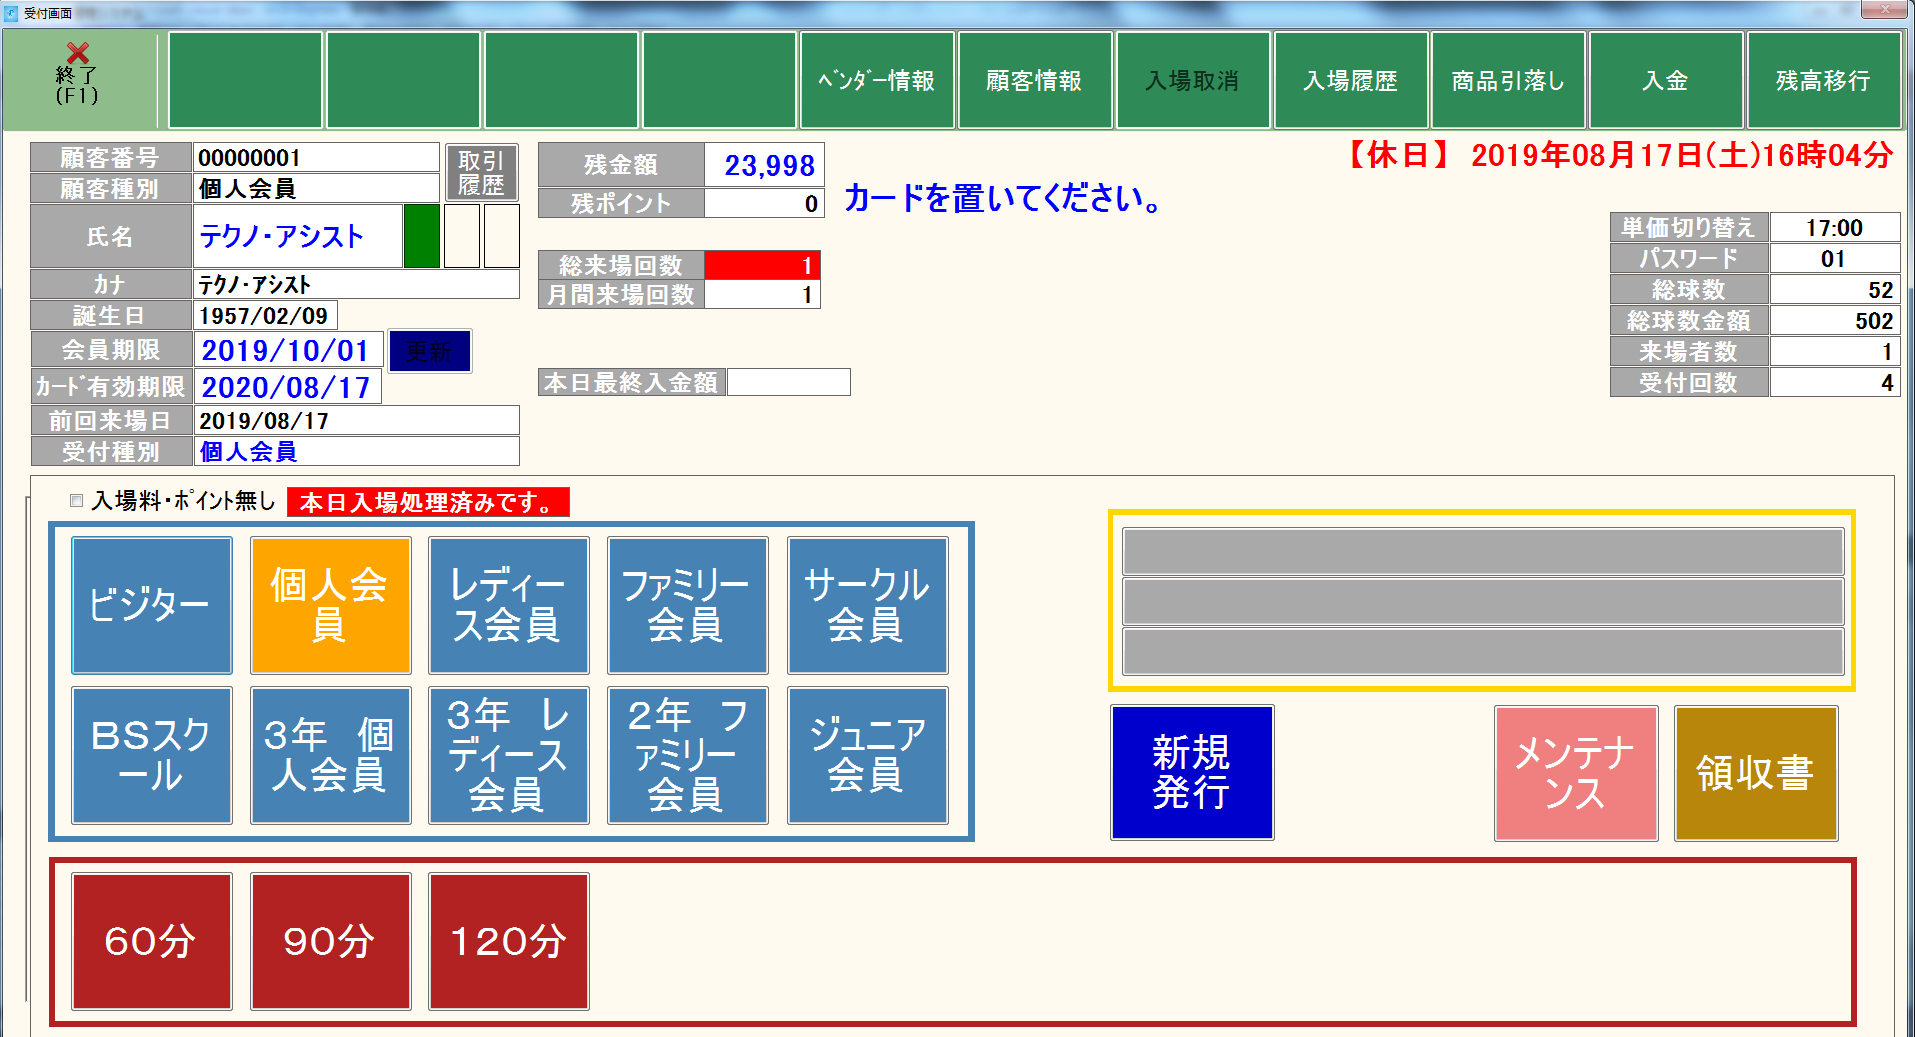 受付画面
終了
(F1)
ﾍﾞﾝﾀﾞｰ情報
顧客情報
入場取消
入場履歴
商品引落し
入金
残高移行
【休日】 2019年08月17日(土)16時04分
顧客番号 00000001
取引
履歴
顧客種別 個人会員
氏名 テクノ・アシスト
カナ ﾃｸﾉ・ｱｼｽﾄ
誕生日 1957/02/09
会員期限 2019/10/01 更新
ｶｰﾄﾞ有効期限 2020/08/17
前回来場日 2019/08/17
受付種別 個人会員
残金額 23,998
残ポイント 0
カードを置いてください。
総来場回数 1
月間来場回数 1
本日最終入金額
単価切り替え 17:00
パスワード 01
総球数 52
総球数金額 502
来場者数 1
受付回数 4
入場料・ﾎﾟｲﾝﾄ無し 本日入場処理済みです。
ビジター
個人会
員
レディー
ス会員
ファミリー
会員
サークル
会員
BSスク
ール
3年　個
人会員
3年　レ
ディース
会員
2年　フ
ァミリー
会員
ジュニア
会員
新規
発行
メンテナ
ンス
領収書
60分
90分
120分